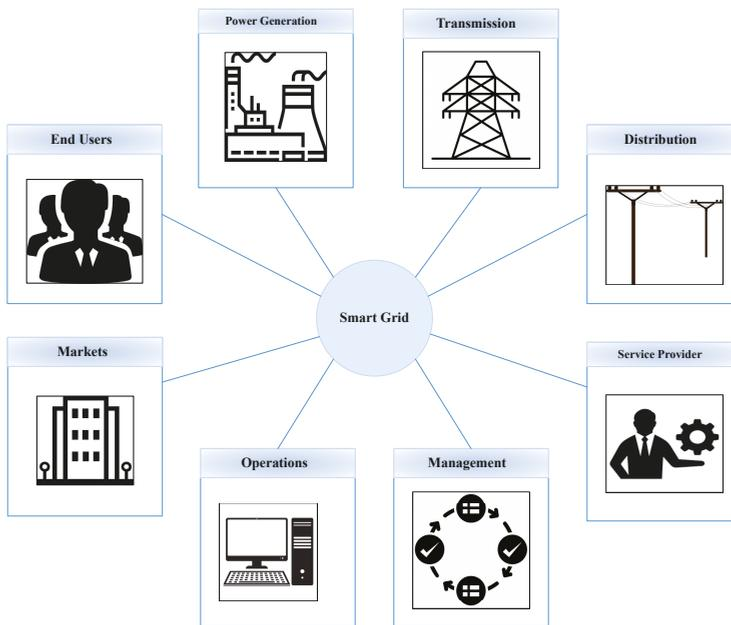 Power Generation
Transmission
End Users
Distribution
Smart Grid
Markets
Service Provider
Operations
Management